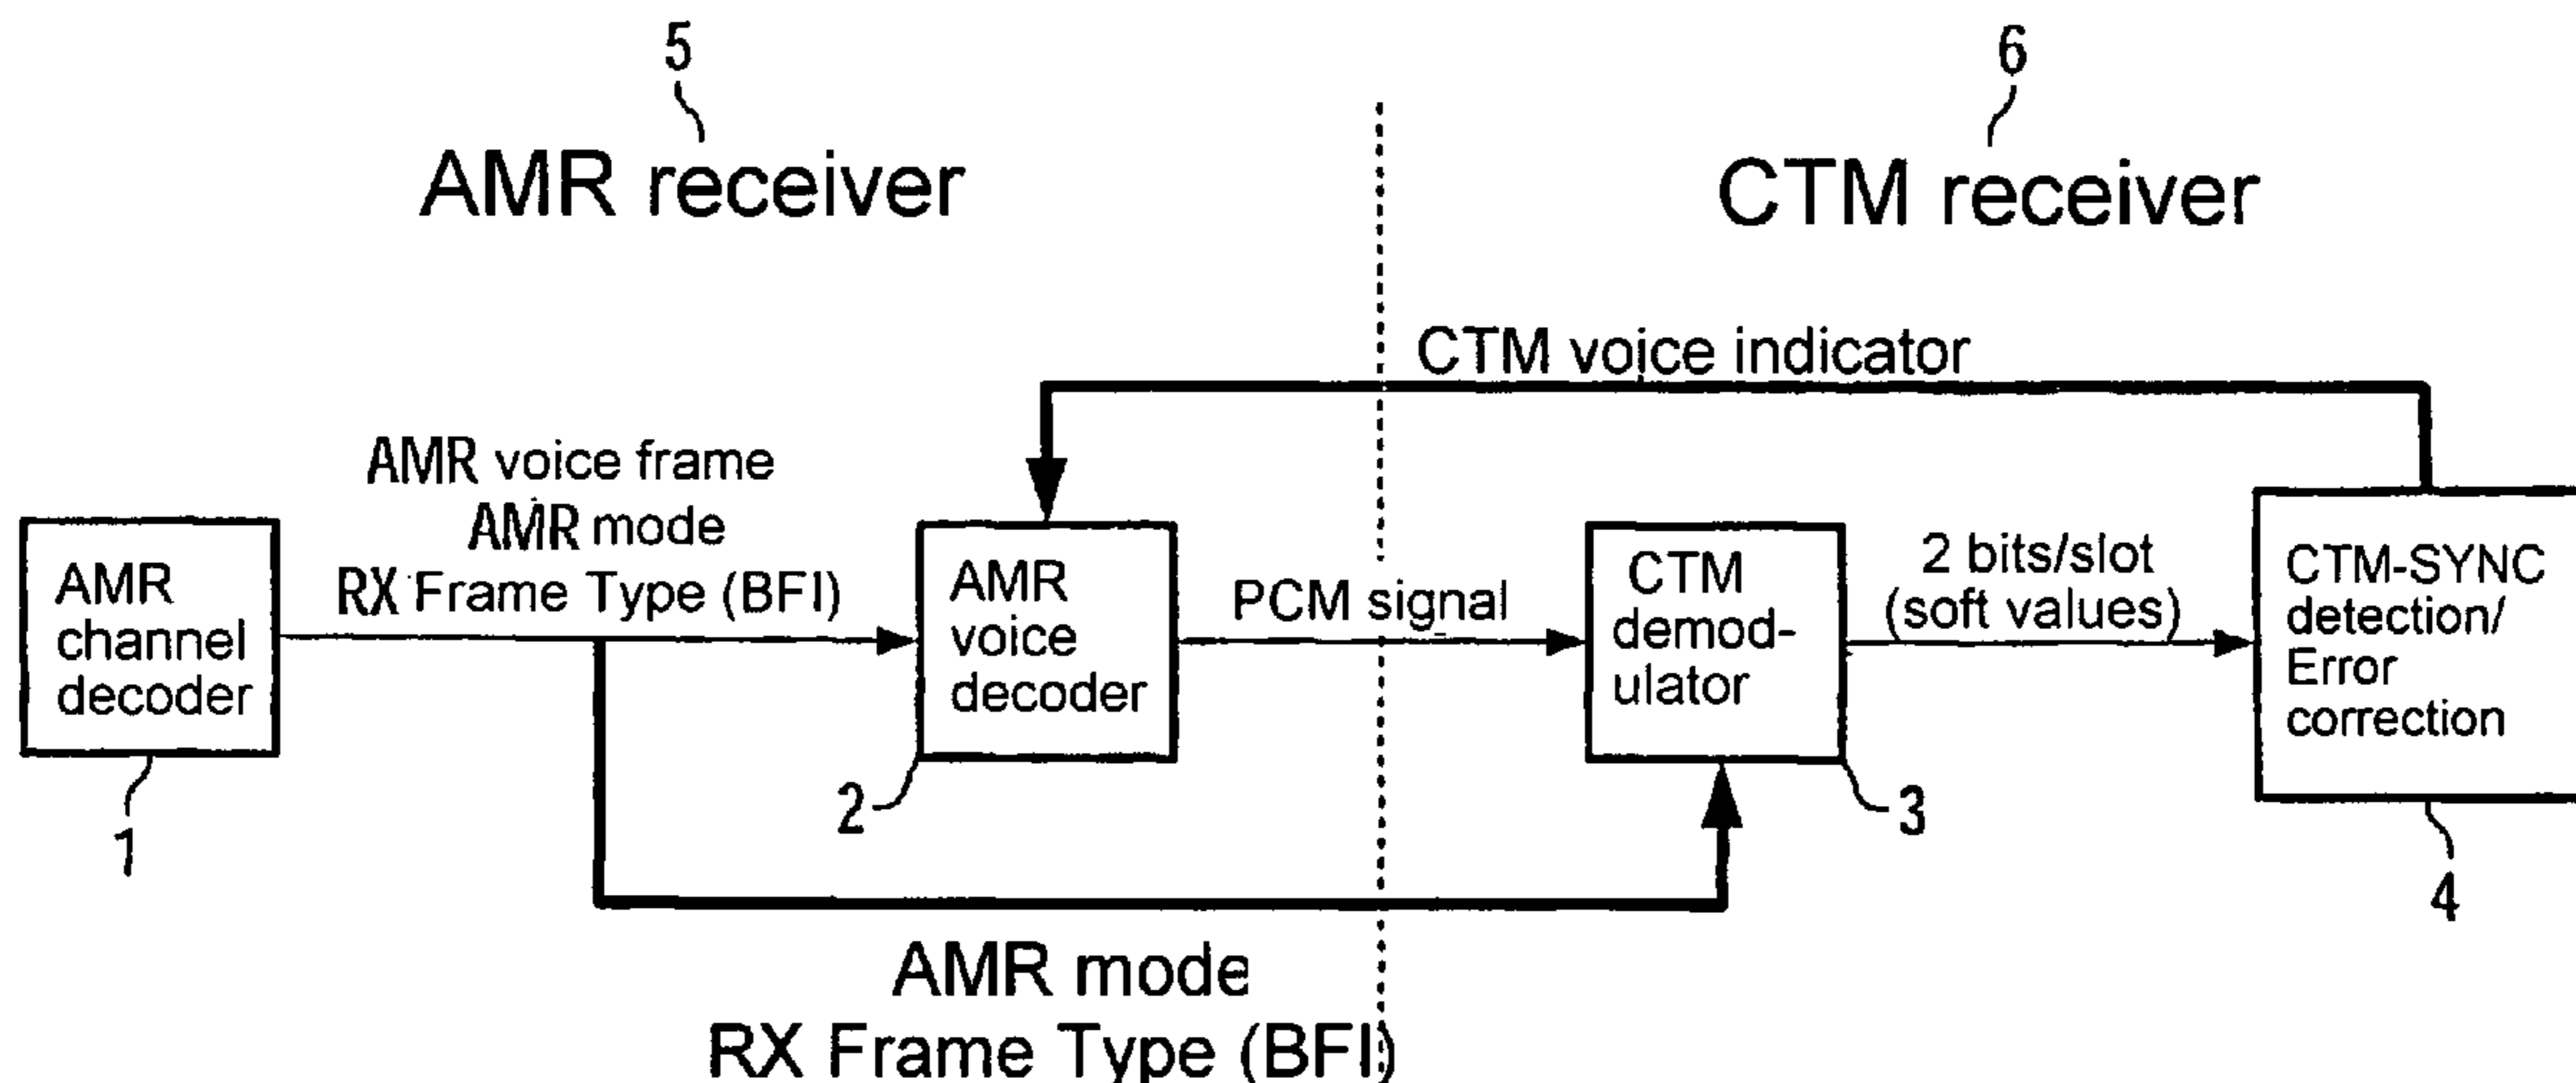 5
6
AMR receiver
CTM receiver
CTM voice indicator
AMR voice frame
AMR mode
RX Frame Type (BFI)
AMR
channel
decoder
AMR
voice
decoder
PCM signal
CTM
demod-
ulator
2 bits/slot
(soft values)
CTM-SYNC
detection/
Error
correction
1
2
3
4
AMR mode
RX Frame Type (BFI)